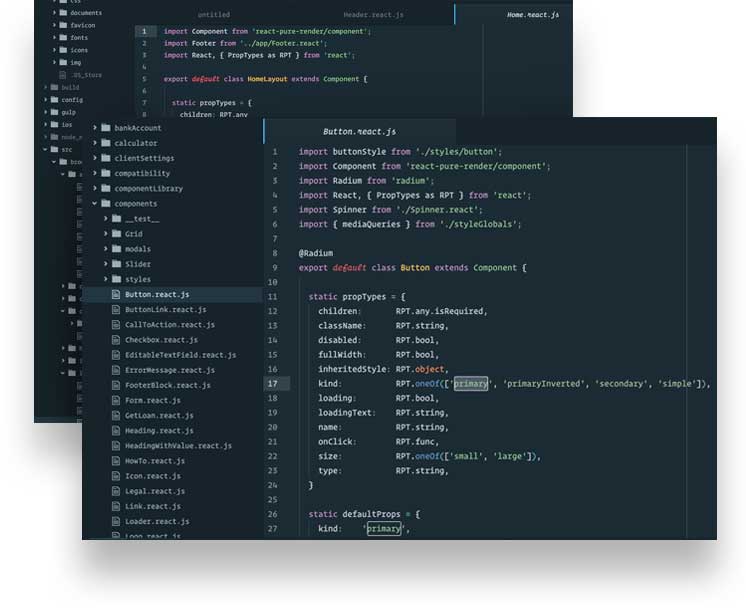 css
documents
favicon
fonts
icons
img
.DS_Store
build
config
gulp
ios
src
untitled
Header.react.js
Home.react.js
1 import Component from 'react-pure-render/component';
2 import Footer from '../app/Footer.react';
3 import React, { PropTypes as RPT } from 'react';
4
5 export default class HomeLayout extends Component {
6
7 static propTypes = {
8 children: RPT.any
bankAccount
calculator
clientSettings
compatibility
componentLibrary
components
__test__
Grid
modals
Slider
styles
Button.react.js
ButtonLink.react.js
CallToAction.react.js
Checkbox.react.js
EditableTextField.react.js
ErrorMessage.react.js
FooterBlock.react.js
Form.react.js
GetLoan.react.js
Heading.react.js
HeadingWithValue.react.js
HowTo.react.js
Icon.react.js
Legal.react.js
Link.react.js
Loader.react.js
Logo.react.js
Button.react.js
1 import buttonStyle from './styles/button';
2 import Component from 'react-pure-render/component';
3 import Radium from 'radium';
4 import React, { PropTypes as RPT } from 'react';
5 import Spinner from './Spinner.react';
6 import { mediaQueries } from './styleGlobals';
7
8 @Radium
9 export default class Button extends Component {
10
11 static propTypes = {
12 children: RPT.any.isRequired,
13 className: RPT.string,
14 disabled: RPT.bool,
15 fullWidth: RPT.bool,
16 inheritedStyle: RPT.object,
17 kind: RPT.oneOf(['primary', 'primaryInverted', 'secondary', 'simple']),
18 loading: RPT.bool,
19 loadingText: RPT.string,
20 name: RPT.string,
21 onClick: RPT.func,
22 size: RPT.oneOf(['small', 'large']),
23 type: RPT.string,
24 }
25
26 static defaultProps = {
27 kind: 'primary',